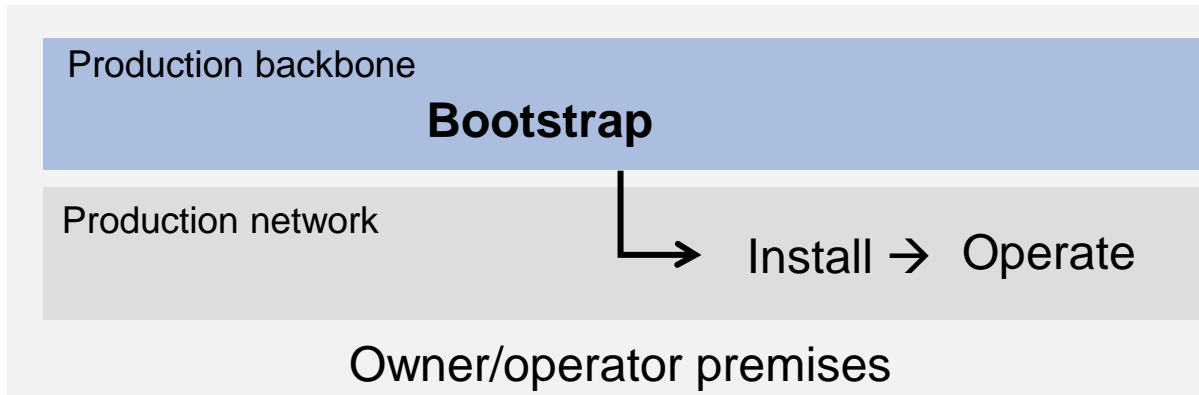 Production backbone
Bootstrap
Production network
Install → Operate
Owner/operator premises